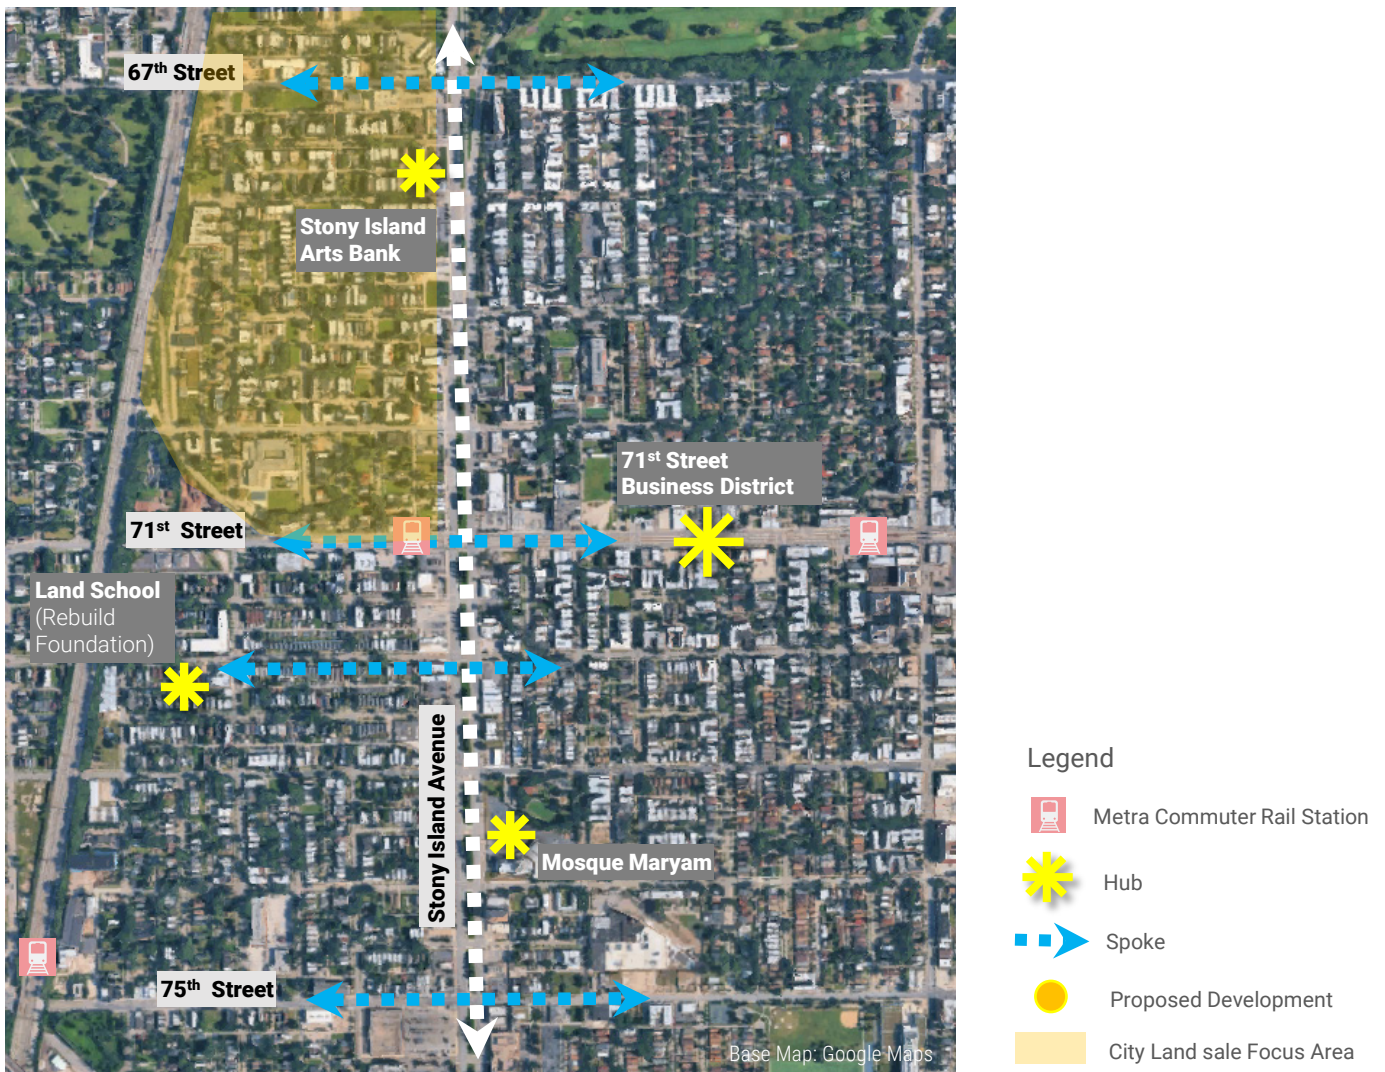 67th Street
Stony Island
Arts Bank
71st Street
Business District
71st Street
Land School
(Rebuild
Foundation)
Stony Island Avenue
Mosque Maryam
75th Street
Base Map: Google Maps
Legend
Metra Commuter Rail Station
Hub
Spoke
Proposed Development
City Land sale Focus Area